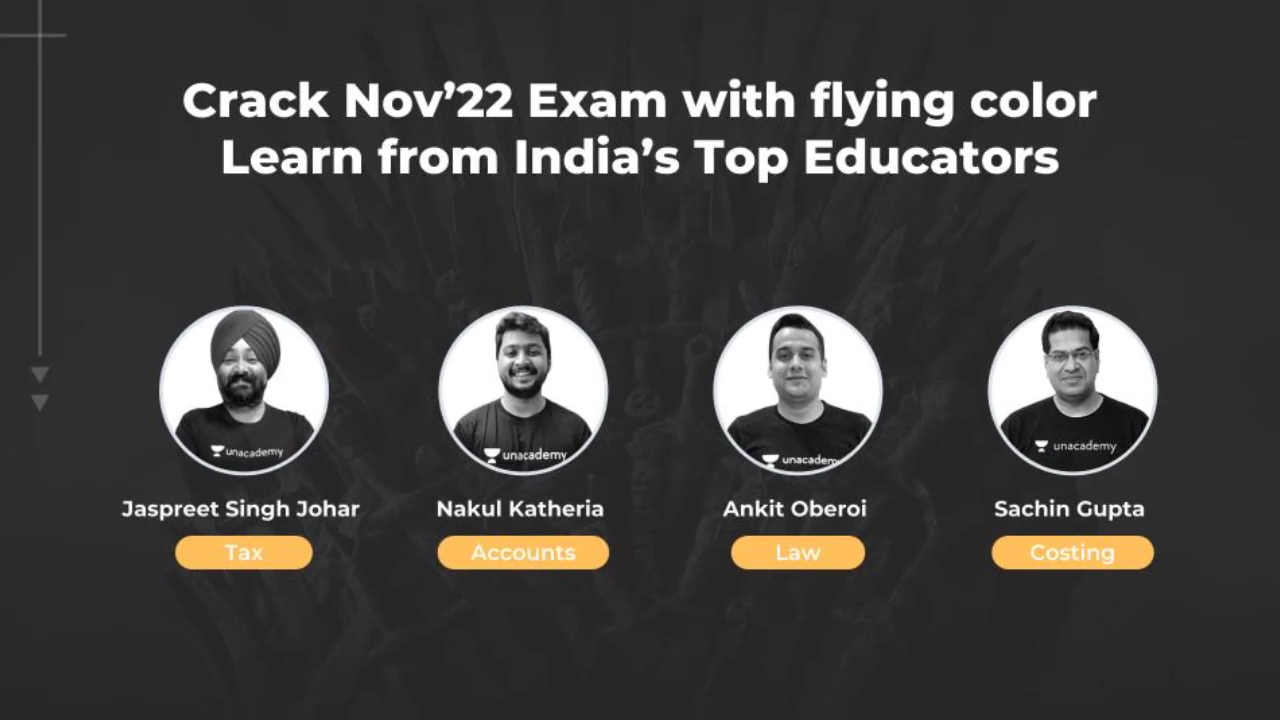 Crack Nov’22 Exam with flying color
Learn from India’s Top Educators
unacademy
unacademy
unacademy
unacademy
Jaspreet Singh Johar
Nakul Katheria
Ankit Oberoi
Sachin Gupta
Tax
Accounts
Law
Costing